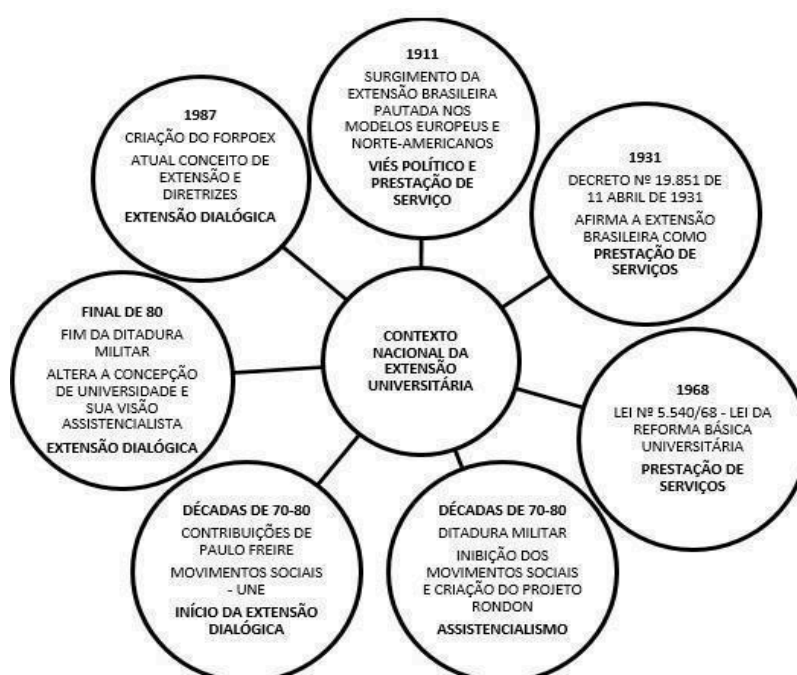 1911
SURGIMENTO DA
EXTENSÃO BRASILEIRA
PAUTADA NOS
MODELOS EUROPEUS E
NORTE-AMERICANOS
VIÉS POLÍTICO E
PRESTAÇÃO DE
SERVIÇO
1931
DECRETO Nº 19.851 DE
11 ABRIL DE 1931
AFIRMA A EXTENSÃO
BRASILEIRA COMO
PRESTAÇÃO DE
SERVIÇOS
1968
LEI Nº 5.540/68 - LEI DA
REFORMA BÁSICA
UNIVERSITÁRIA
PRESTAÇÃO DE
SERVIÇOS
DÉCADAS DE 70-80
DITADURA MILITAR
INIBIÇÃO DOS
MOVIMENTOS SOCIAIS
E CRIAÇÃO DO PROJETO
RONDON
ASSISTENCIALISMO
DÉCADAS DE 70-80
CONTRIBUIÇÕES DE
PAULO FREIRE
MOVIMENTOS SOCIAIS
- UNE
INÍCIO DA EXTENSÃO
DIALÓGICA
FINAL DE 80
FIM DA DITADURA
MILITAR
ALTERA A CONCEPÇÃO
DE UNIVERSIDADE E
SUA VISÃO
ASSISTENCIALISTA
EXTENSÃO DIALÓGICA
1987
CRIAÇÃO DO FORPOEX
ATUAL CONCEITO DE
EXTENSÃO E
DIRETRIZES
EXTENSÃO DIALÓGICA
CONTEXTO
NACIONAL DA
EXTENSÃO
UNIVERSITÁRIA